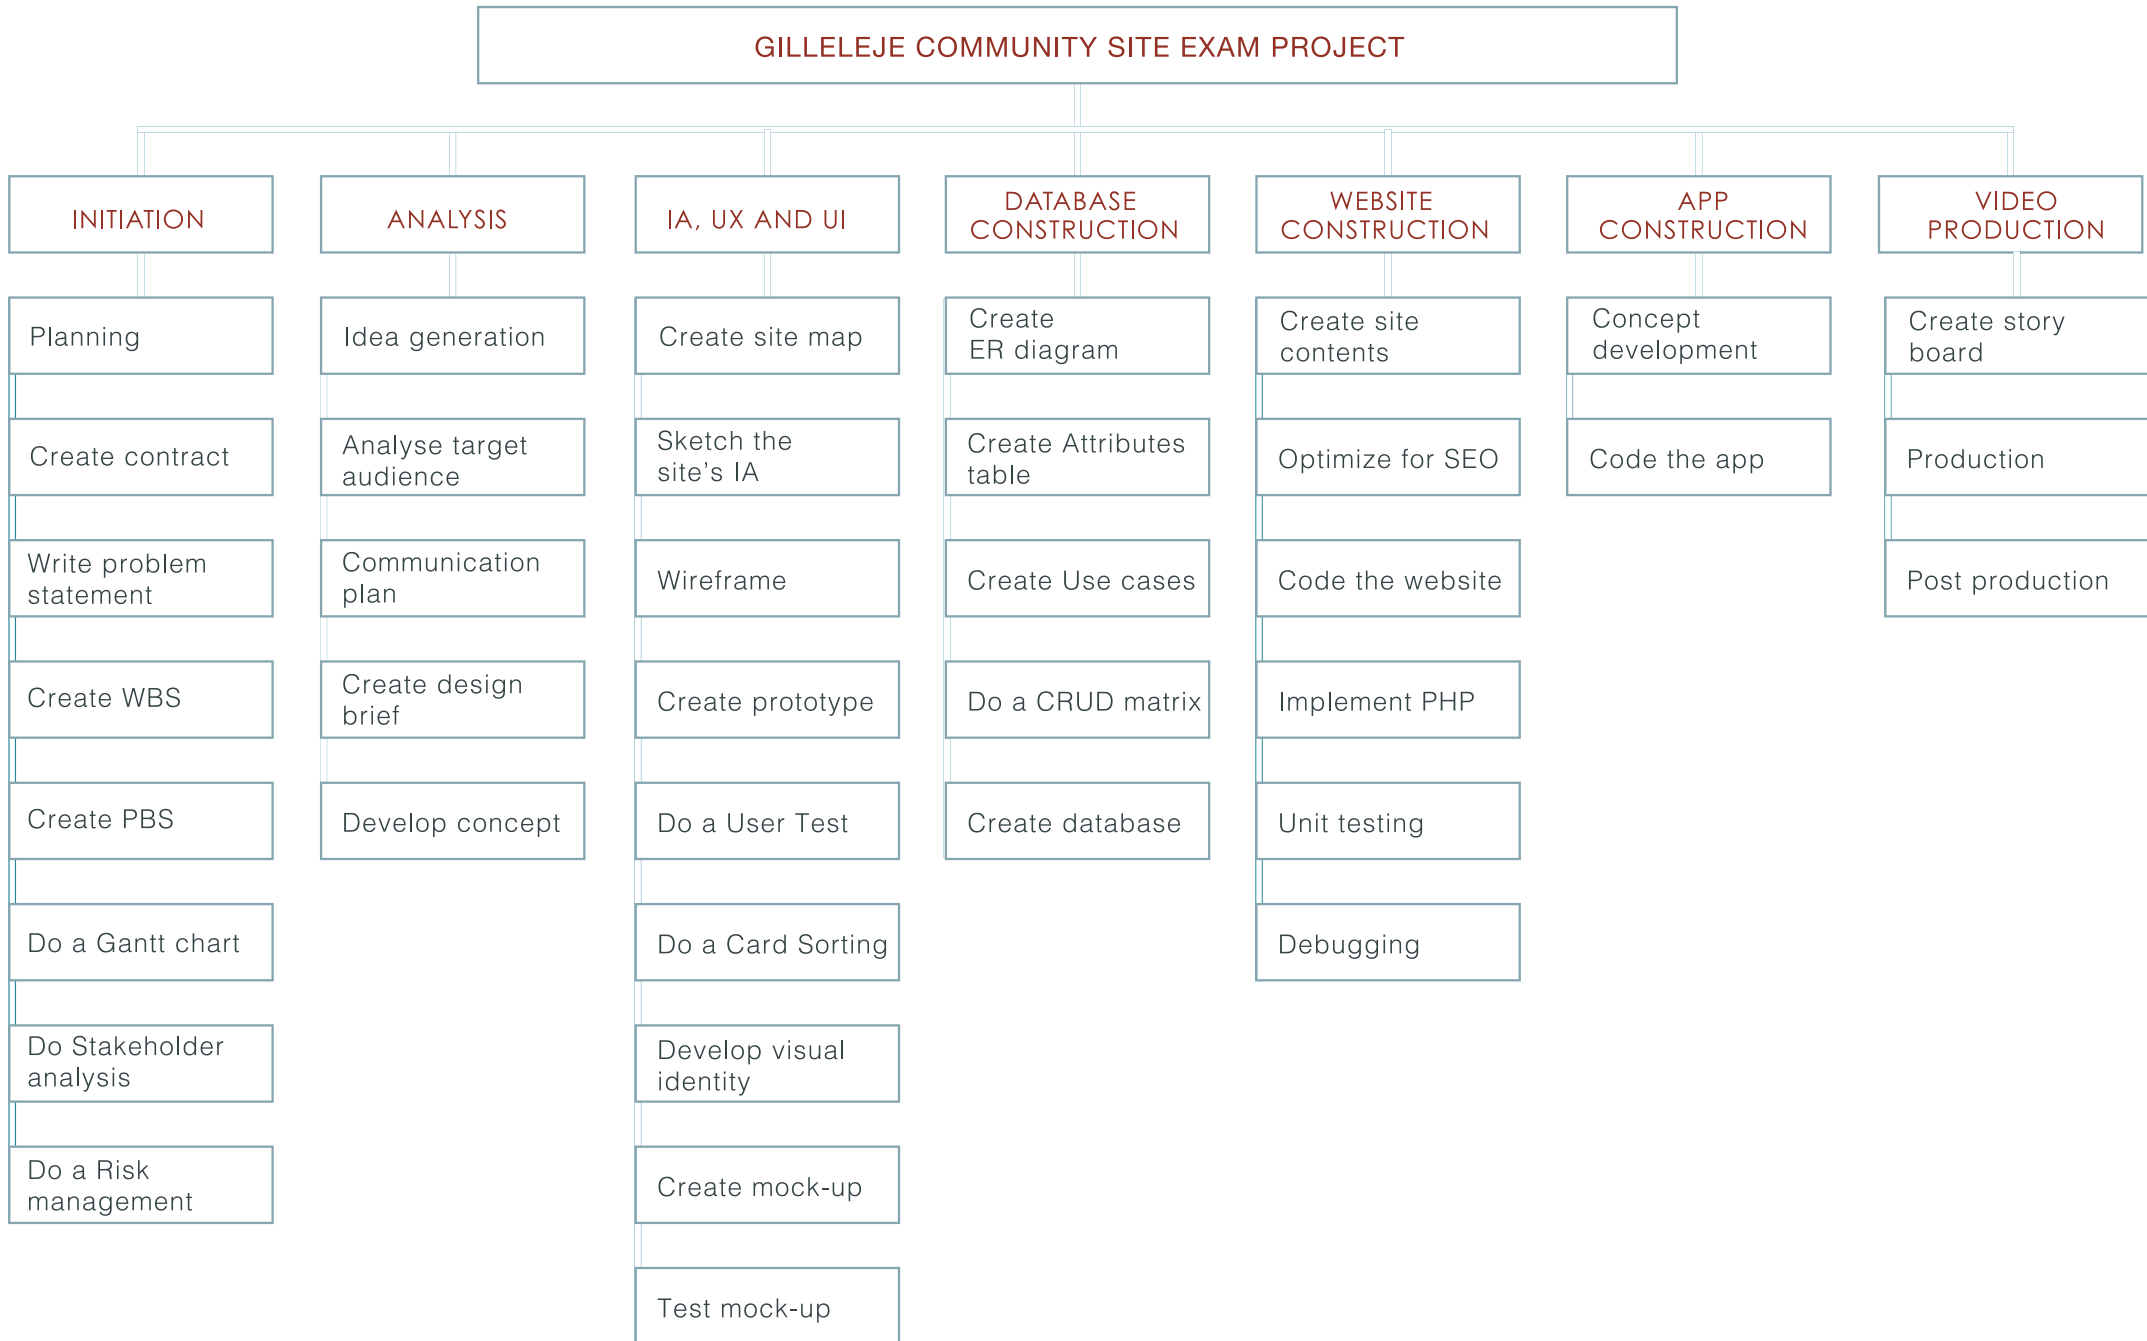 GILLELEJE COMMUNITY SITE EXAM PROJECT
INITIATION
Planning
Create contract
Write problem
statement
Create WBS
Create PBS
Do a Gantt chart
Do Stakeholder
analysis
Do a Risk
management
ANALYSIS
Idea generation
Analyse target
audience
Communication
plan
Create design
brief
Develop concept
IA, UX AND UI
Create site map
Sketch the
site’s IA
Wireframe
Create prototype
Do a User Test
Do a Card Sorting
Develop visual
identity
Create mock-up
Test mock-up
DATABASE
CONSTRUCTION
Create
ER diagram
Create Attributes
table
Create Use cases
Do a CRUD matrix
Create database
WEBSITE
CONSTRUCTION
Create site
contents
Optimize for SEO
Code the website
Implement PHP
Unit testing
Debugging
APP
CONSTRUCTION
Concept
development
Code the app
VIDEO
PRODUCTION
Create story
board
Production
Post production